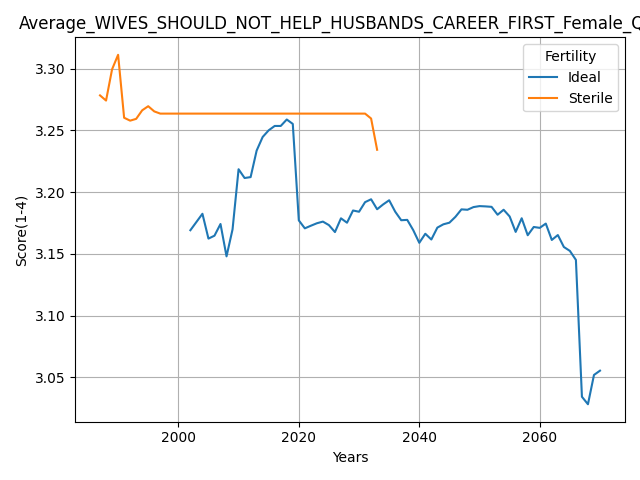 Average_WIVES_SHOULD_NOT_HELP_HUSBANDS_CAREER_FIRST_Female_Q
Fertility
Ideal
Sterile
Score(1-4)
3.30
3.25
3.20
3.15
3.10
3.05
2000 2020 2040 2060
Years